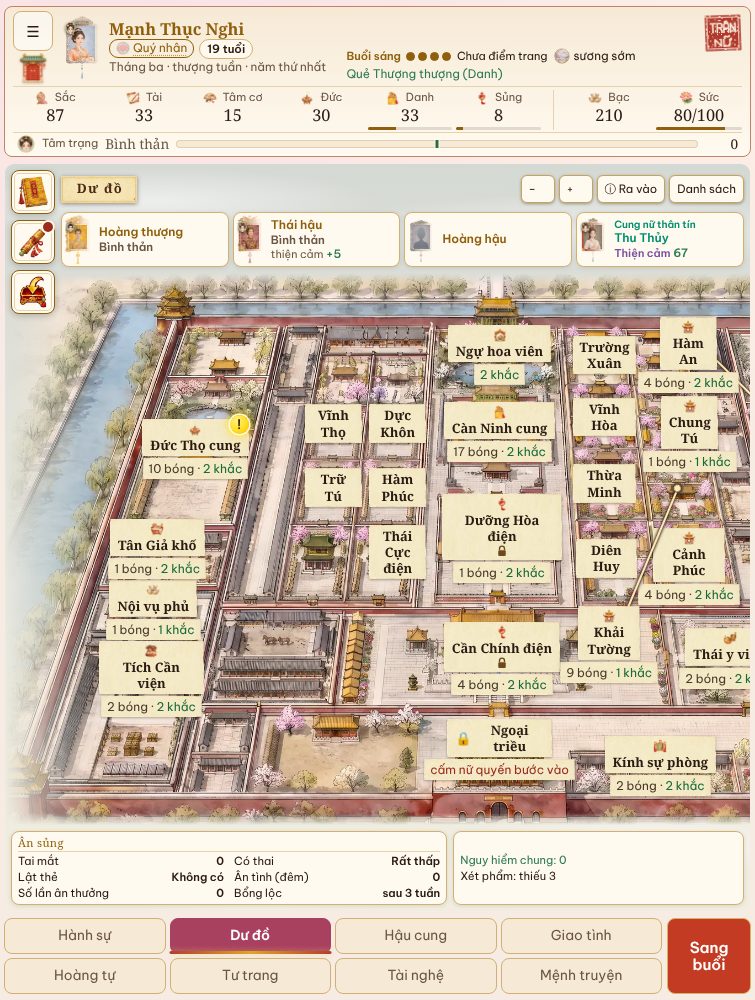 Mạnh Thục Nghi
Quý nhân
19 tuổi
Tháng ba · thượng tuần · năm thứ nhất
Buổi sáng
Chưa điểm trang
sương sớm
Quẻ Thượng thượng (Danh)
TRÂN NỮ
Sắc
87
Tài
33
Tâm cơ
15
Đức
30
Danh
33
Sủng
8
Bạc
210
Sức
80/100
Tâm trạng Bình thản
0
Dư đồ
-
+
ⓘ Ra vào
Danh sách
Hoàng thượng
Bình thản
Thái hậu
Bình thản
thiện cảm +5
Hoàng hậu
Cung nữ thân tín
Thu Thủy
Thiện cảm 67
Ngự hoa viên
2 khắc
Trường
Xuân
Hàm
An
4 bóng · 2 khắc
!
Đức Thọ cung
10 bóng · 2 khắc
Vĩnh
Thọ
Dực
Khôn
Càn Ninh cung
17 bóng · 2 khắc
Vĩnh
Hòa
Chung
Tú
1 bóng · 1 khắc
Trữ
Tú
Hàm
Phúc
Thừa
Minh
Dưỡng Hòa
điện
1 bóng · 2 khắc
Tân Giả khố
1 bóng · 2 khắc
Thái
Cực
điện
Diên
Huy
Cảnh
Phúc
4 bóng · 2 khắc
Nội vụ phủ
1 bóng · 1 khắc
Tích Cần
viện
2 bóng · 2 khắc
Cần Chính điện
4 bóng · 2 khắc
Khải
Tường
9 bóng · 1 khắc
Thái y vi
2 bóng · 2 k
Ngoại
triều
cấm nữ quyến bước vào
Kính sự phòng
2 bóng · 2 khắc
Ân sủng
Tai mắt 0
Có thai Rất thấp
Lật thẻ Không có
Ân tình (đêm) 0
Số lần ân thưởng 0
Bổng lộc sau 3 tuần
Nguy hiểm chung: 0
Xét phẩm: thiếu 3
Hành sự
Dư đồ
Hậu cung
Giao tình
Hoàng tự
Tư trang
Tài nghệ
Mệnh truyện
Sang
buổi